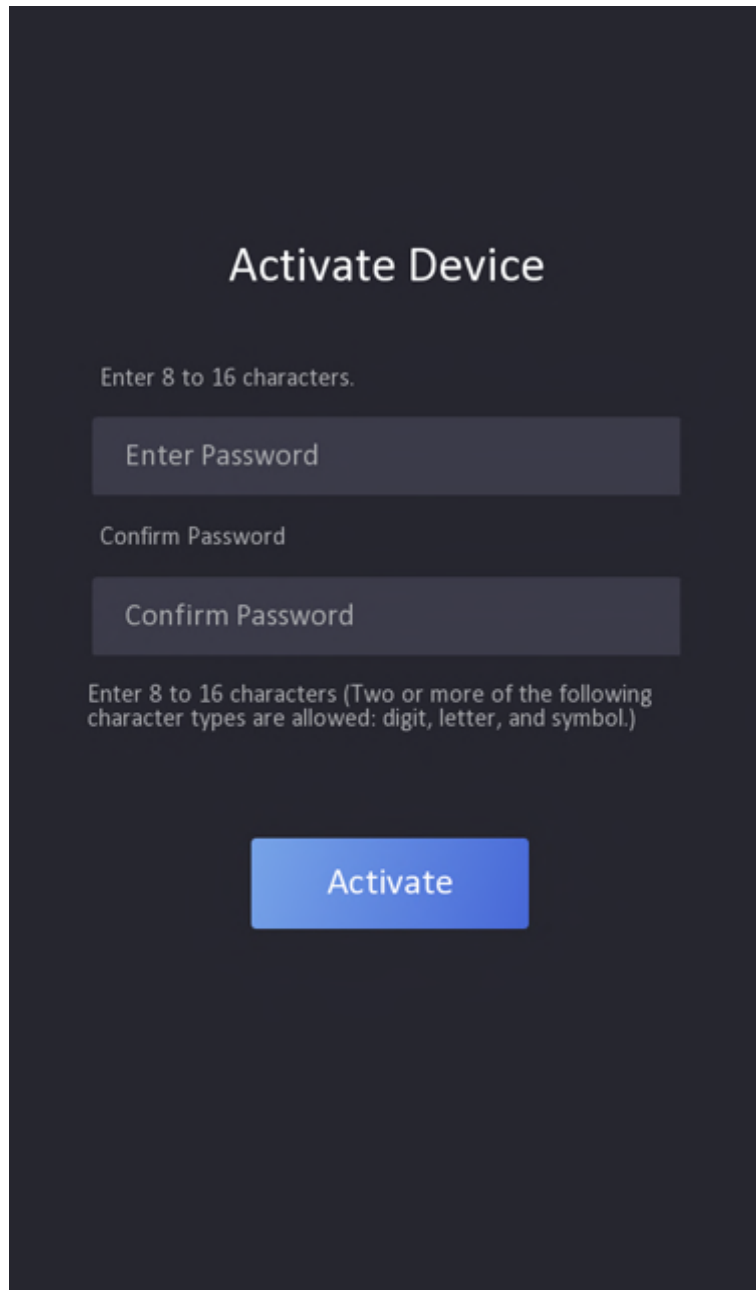 Activate Device
Enter 8 to 16 characters.
Enter Password
Confirm Password
Confirm Password
Enter 8 to 16 characters (Two or more of the following
character types are allowed: digit, letter, and symbol.)
Activate